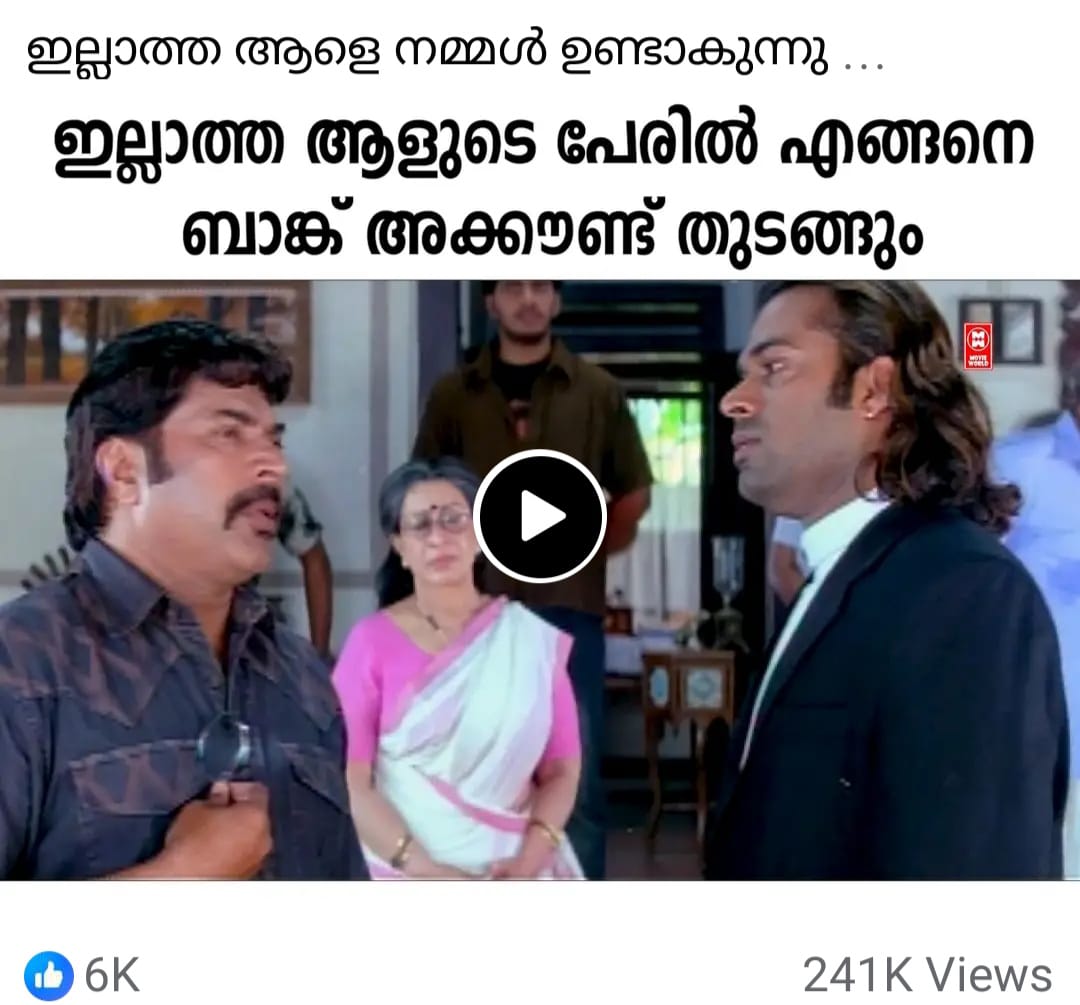 ഇല്ലാത്ത ആളെ നമ്മൾ ഉണ്ടാകുന്നു ...
ഇല്ലാത്ത ആളുടെ പേരിൽ എങ്ങനെ
ബാങ്ക് അക്കൗണ്ട് തുടങ്ങും
MOVIE
WORLD
6K
241K Views